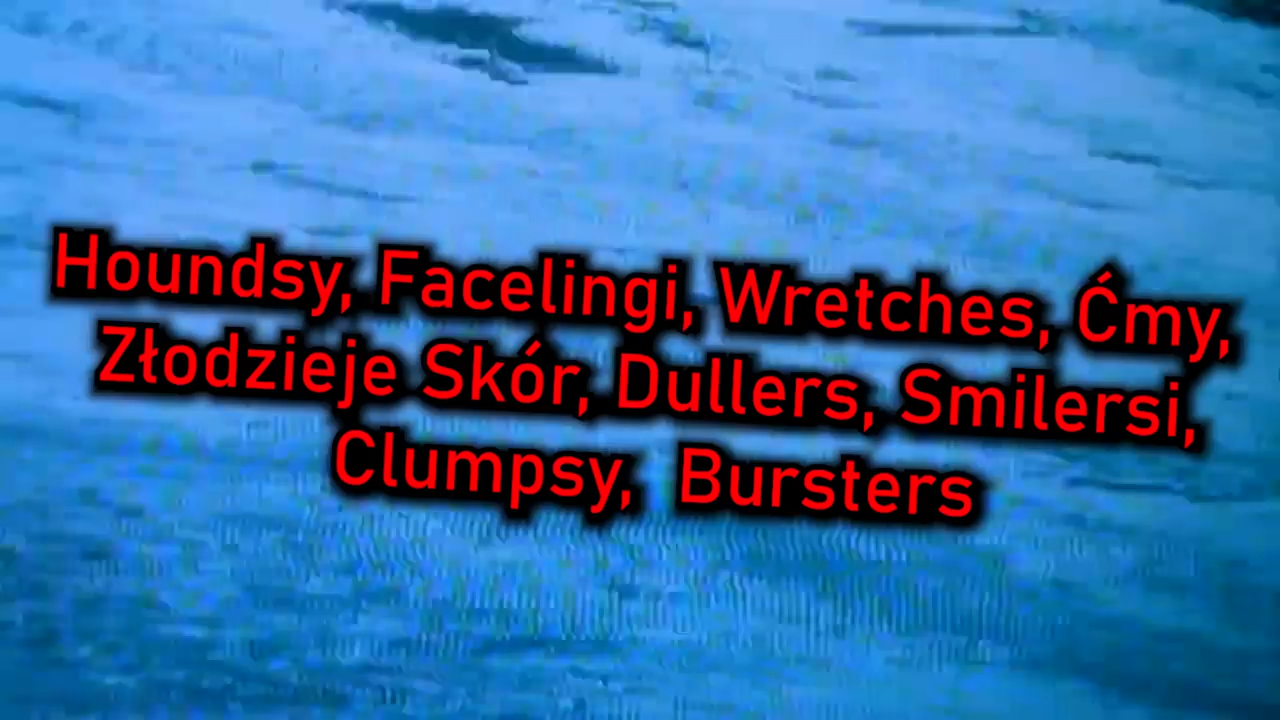 Houndsy, Facelingi, Wretches, Ćmy,
Złodzieje Skór, Dullers, Smilersi,
Clumpsy, Bursters